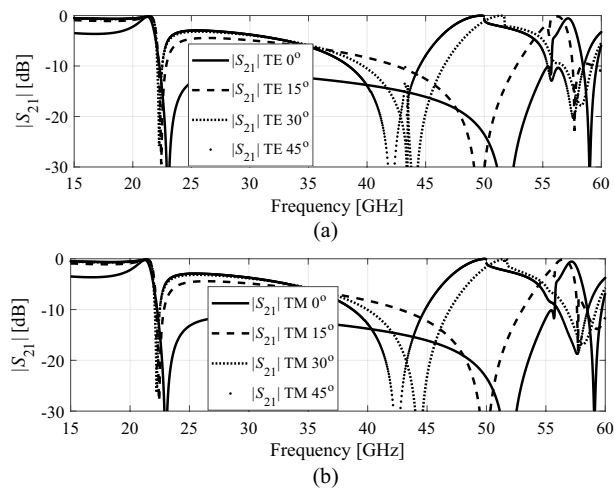 0
-10
-20
-30
|S21| [dB]
|S21| TE 0°
|S21| TE 15°
|S21| TE 30°
|S21| TE 45°
15 20 25 30 35 40 45 50 55 60
Frequency [GHz]
(a)
0
-10
-20
-30
|S21| [dB]
|S21| TM 0°
|S21| TM 15°
|S21| TM 30°
|S21| TM 45°
15 20 25 30 35 40 45 50 55 60
Frequency [GHz]
(b)